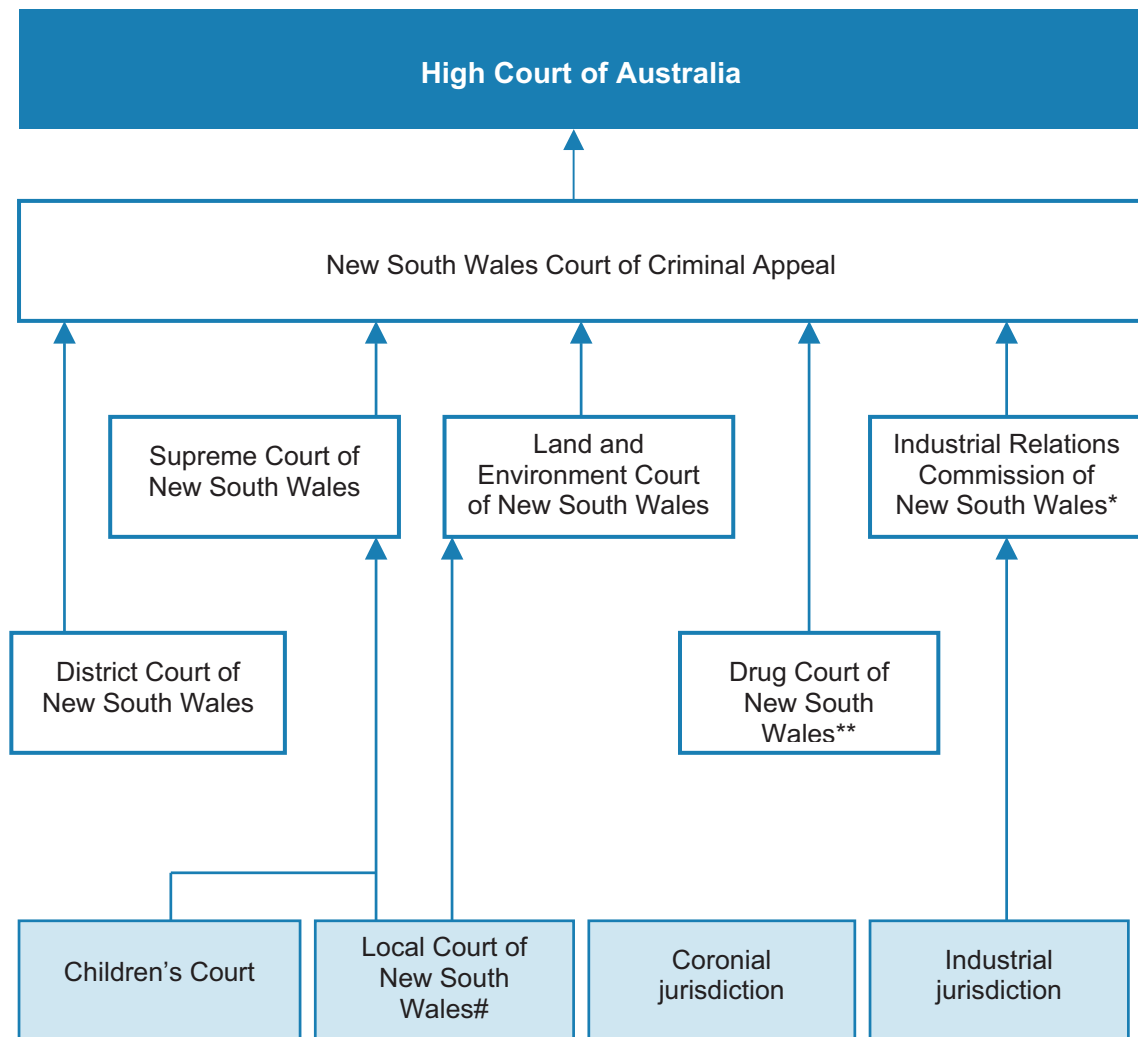 High Court of Australia
New South Wales Court of Criminal Appeal
Supreme Court of
New South Wales
Land and
Environment Court
of New South Wales
Industrial Relations
Commission of
New South Wales*
District Court of
New South Wales
Drug Court of
New South
Wales**
Children’s Court
Local Court of
New South
Wales#
Coronial
jurisdiction
Industrial
jurisdiction